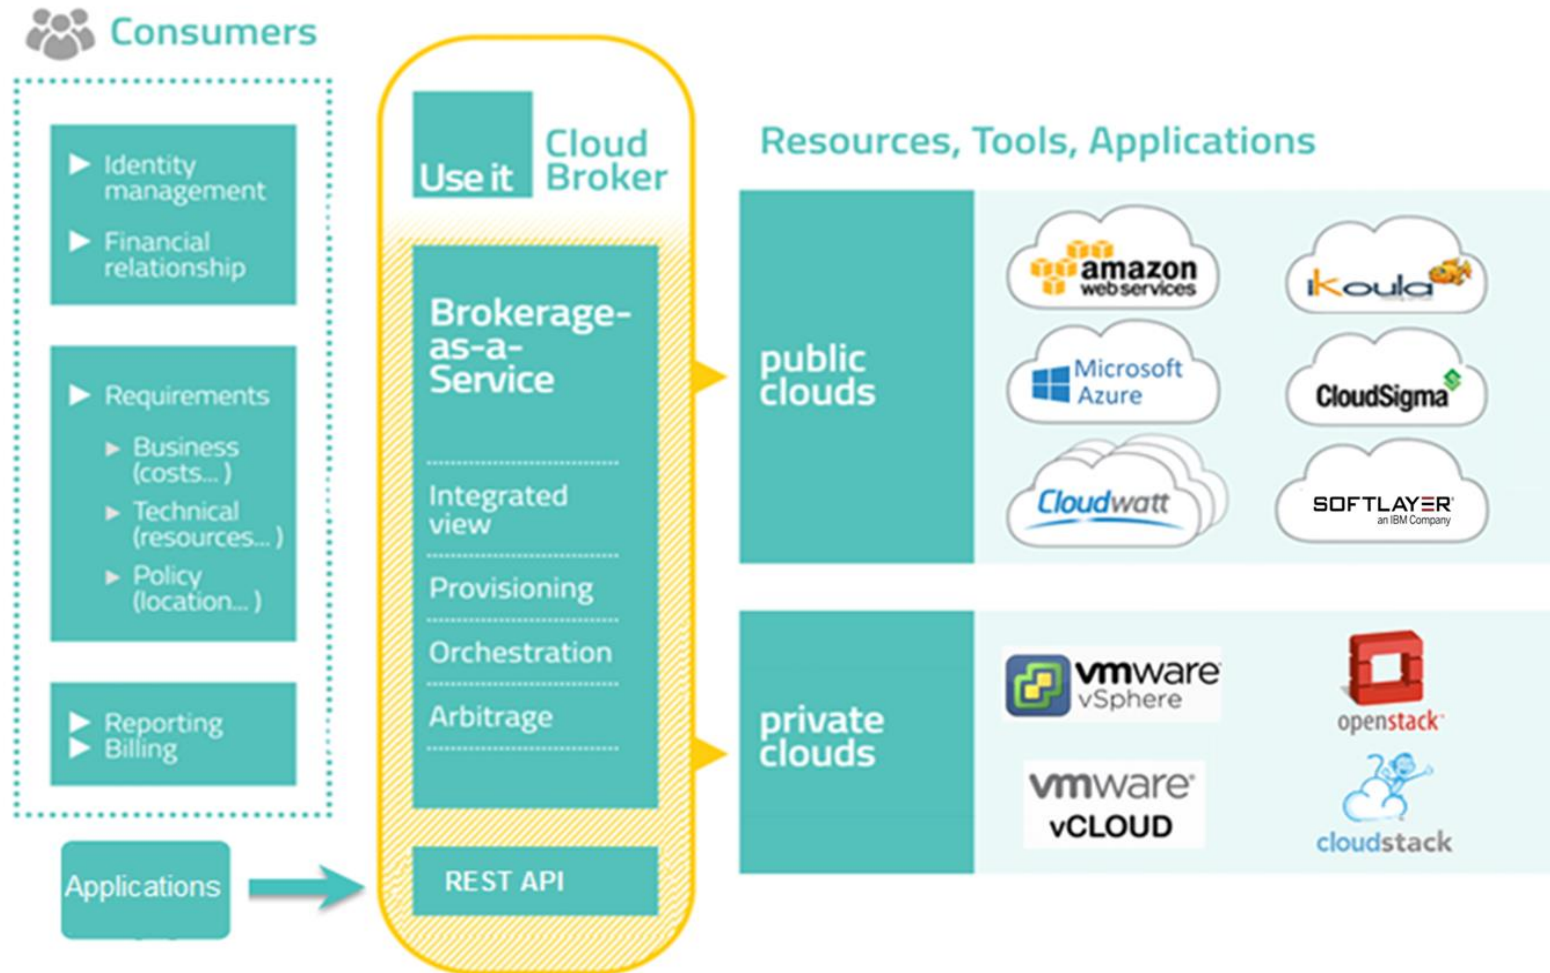 Consumers
Identity
management
Financial
relationship
Requirements
Business
(costs... )
Technical
(resources... )
Policy
(location... )
Reporting
Billing
Applications
Use it
Cloud
Broker
Brokerage-
as-a-
Service
Integrated
view
Provisioning
Orchestration
Arbitrage
REST API
Resources, Tools, Applications
public
clouds
amazon
web services
ikoula
Microsoft
Azure
CloudSigma
Cloudwatt
SOFTLAYER
an IBM Company
private
clouds
vmware
vSphere
openstack
vmware
vCLOUD
cloudstack